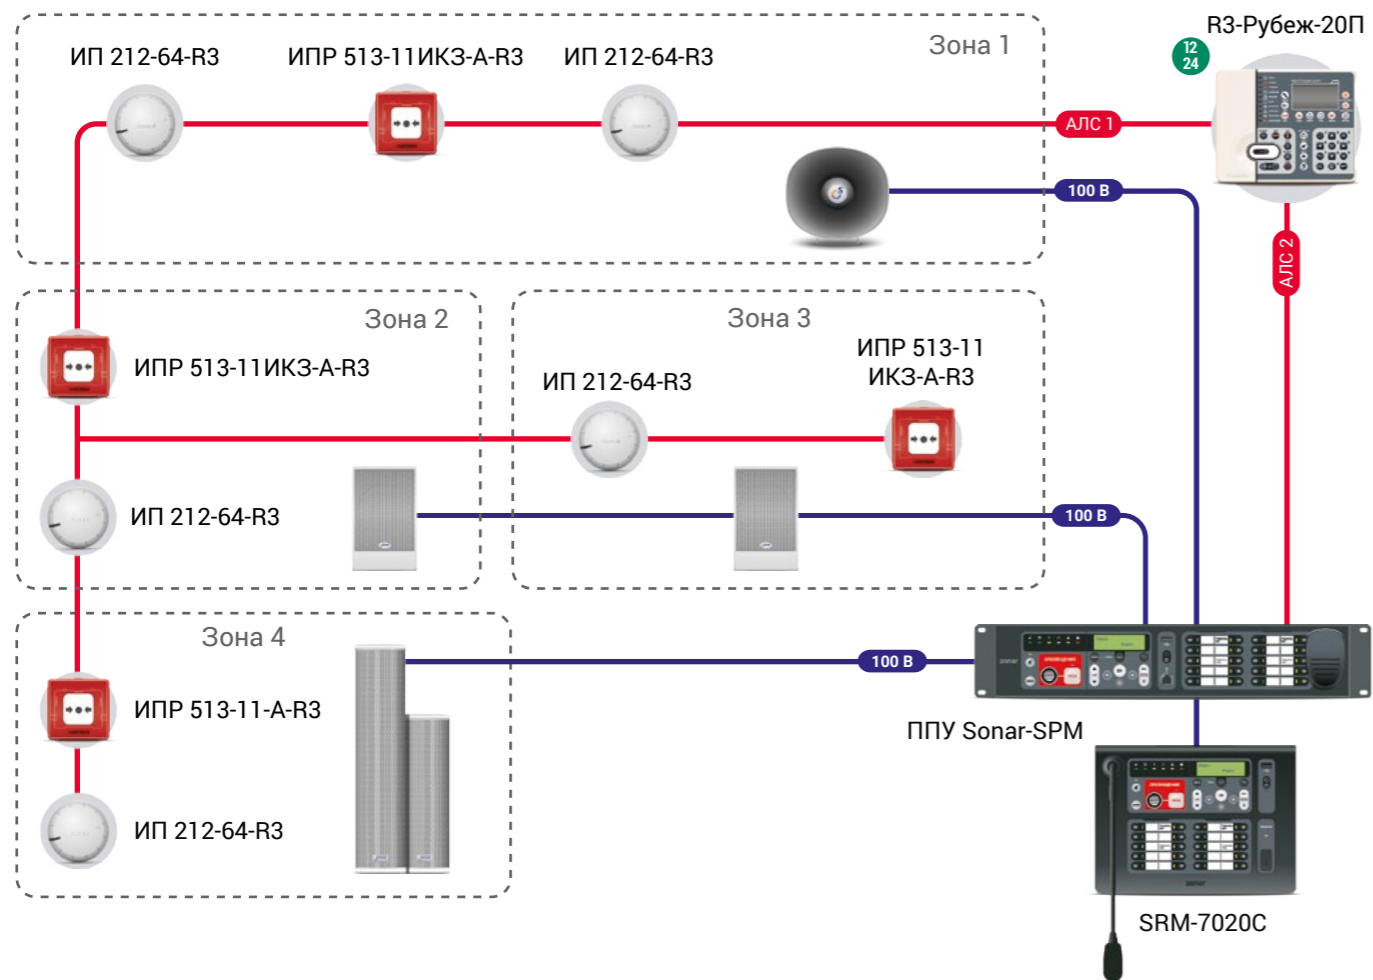 R3-Рубеж-20П
12
24
Зона 1
ИП 212-64-R3
ИПР 513-11ИКЗ-А-R3
ИП 212-64-R3
АЛС 1
100 В
АЛС 2
Зона 2
ИПР 513-11ИКЗ-А-R3
ИП 212-64-R3
Зона 3
ИП 212-64-R3
ИПР 513-11
ИКЗ-А-R3
100 В
Зона 4
ИПР 513-11-А-R3
ИП 212-64-R3
100 В
sonar
ППУ Sonar-SPM
sonar
SRM-7020C